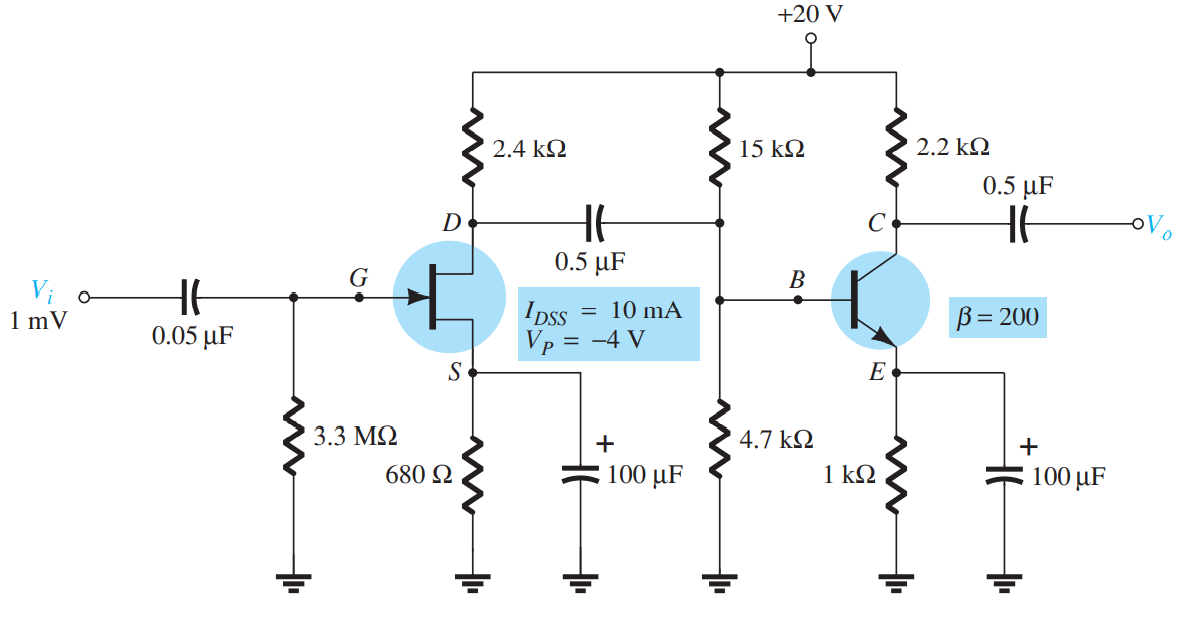 +20 V
2.4 kΩ
15 kΩ
2.2 kΩ
0.5 μF
D
C
Vo
0.5 μF
G
B
Vi
1 mV
0.05 μF
IDSS = 10 mA
VP = −4 V
β = 200
S
E
3.3 MΩ
680 Ω
+
100 μF
4.7 kΩ
1 kΩ
+
100 μF